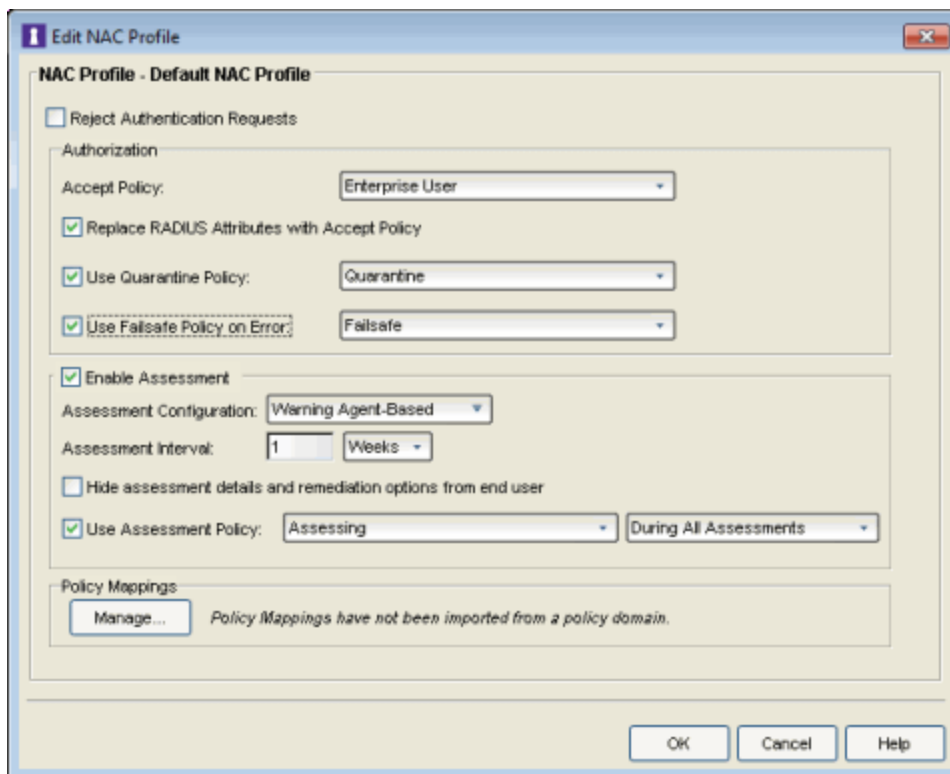 Edit NAC Profile
NAC Profile - Default NAC Profile
Reject Authentication Requests
Authorization
Accept Policy: Enterprise User
Replace RADIUS Attributes with Accept Policy
Use Quarantine Policy: Quarantine
Use Failsafe Policy on Error: Failsafe
Enable Assessment
Assessment Configuration: Warning Agent-Based
Assessment Interval: 1 Weeks
Hide assessment details and remediation options from end user
Use Assessment Policy: Assessing During All Assessments
Policy Mappings
Manage... Policy Mappings have not been imported from a policy domain.
OK Cancel Help